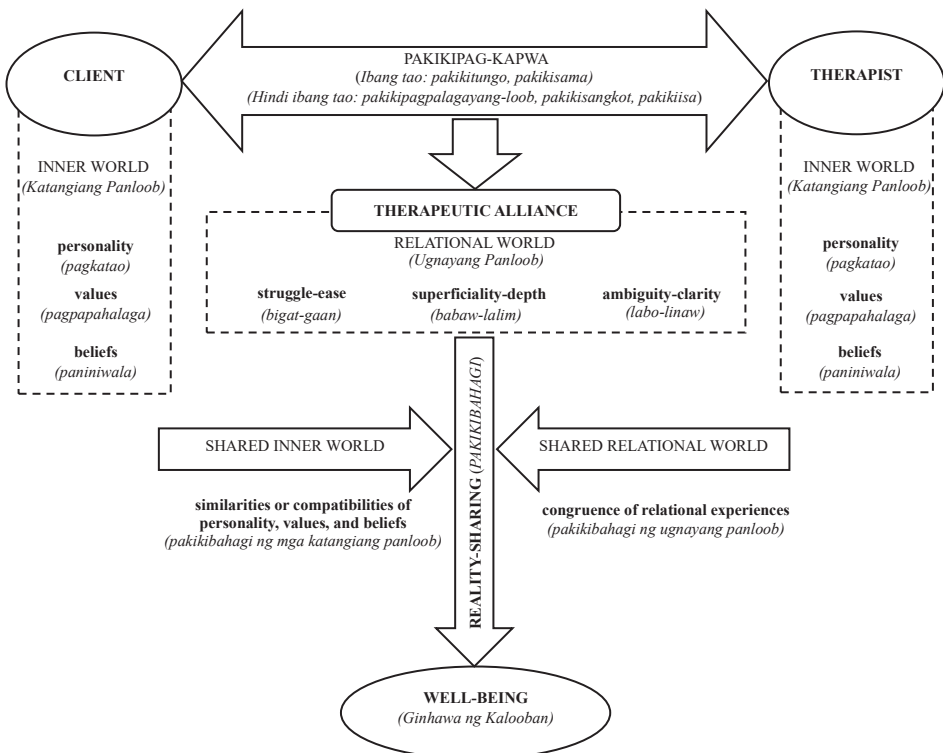 CLIENT
PAKIKIPAG-KAPWA
(Ibang tao: pakikitungo, pakikisama)
(Hindi ibang tao: pakikipagpalagayang-loob, pakikisangkot, pakikiisa)
THERAPIST
INNER WORLD
(Katangiang Panloob)
personality
(pagkatao)
values
(pagpapahalaga)
beliefs
(paniniwala)
THERAPEUTIC ALLIANCE
RELATIONAL WORLD
(Ugnayang Panloob)
struggle-ease
(bigat-gaan)
superficiality-depth
(babaw-lalim)
ambiguity-clarity
(labo-linaw)
INNER WORLD
(Katangiang Panloob)
personality
(pagkatao)
values
(pagpapahalaga)
beliefs
(paniniwala)
SHARED INNER WORLD
similarities or compatibilities of
personality, values, and beliefs
(pakikibahagi ng mga katangiang panloob)
REALITY-SHARING (PAKIKIBAHAGI)
SHARED RELATIONAL WORLD
congruence of relational experiences
(pakikibahagi ng ugnayang panloob)
WELL-BEING
(Ginhawa ng Kalooban)